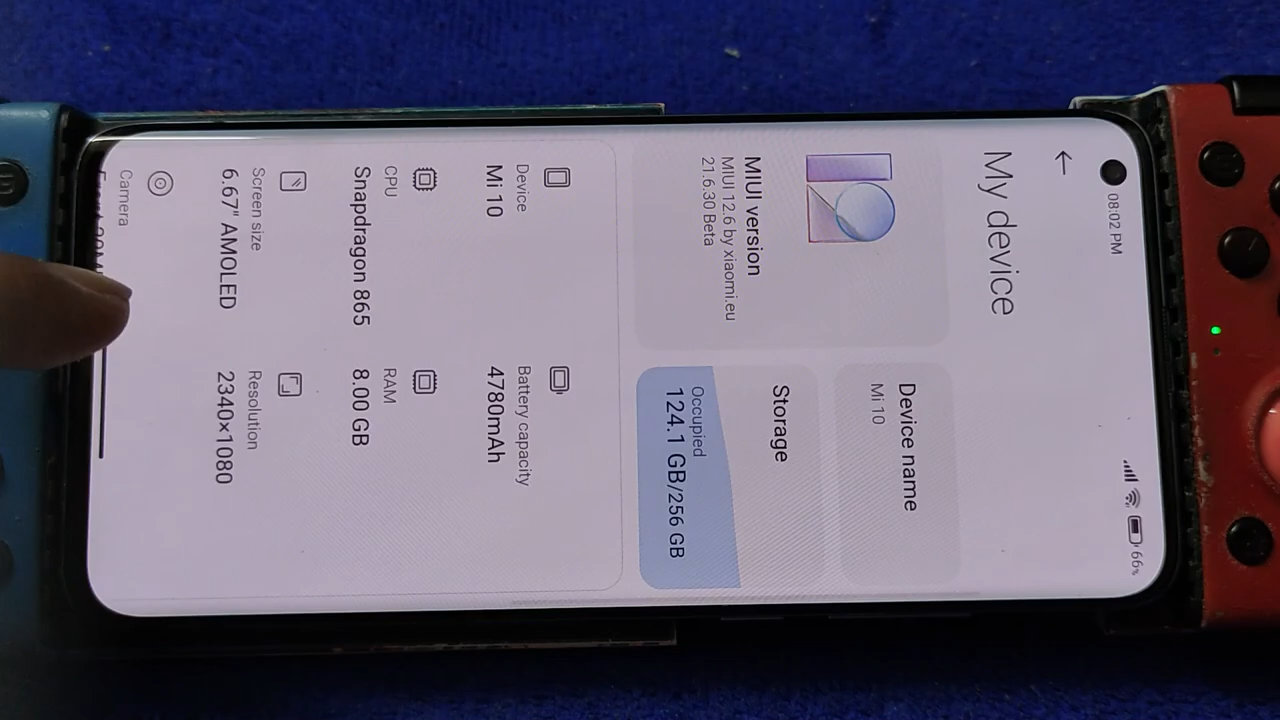 08:02 PM
66%
My device
Device name
Mi 10
MIUI version
MIUI 12.6 by xiaomi.eu
21.6.30 Beta
Storage
Occupied
124.1 GB/256 GB
Device
Mi 10
Battery capacity
4780mAh
CPU
Snapdragon 865
RAM
8.00 GB
Screen size
6.67" AMOLED
Resolution
2340×1080
Camera